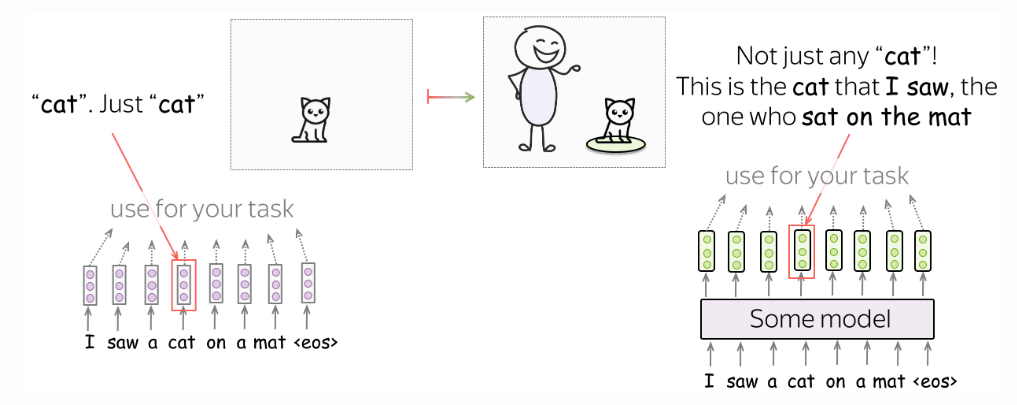 “cat”. Just “cat”
Not just any “cat”!
This is the cat that I saw, the
one who sat on the mat
use for your task
I saw a cat on a mat <eos>
use for your task
Some model
I saw a cat on a mat <eos>